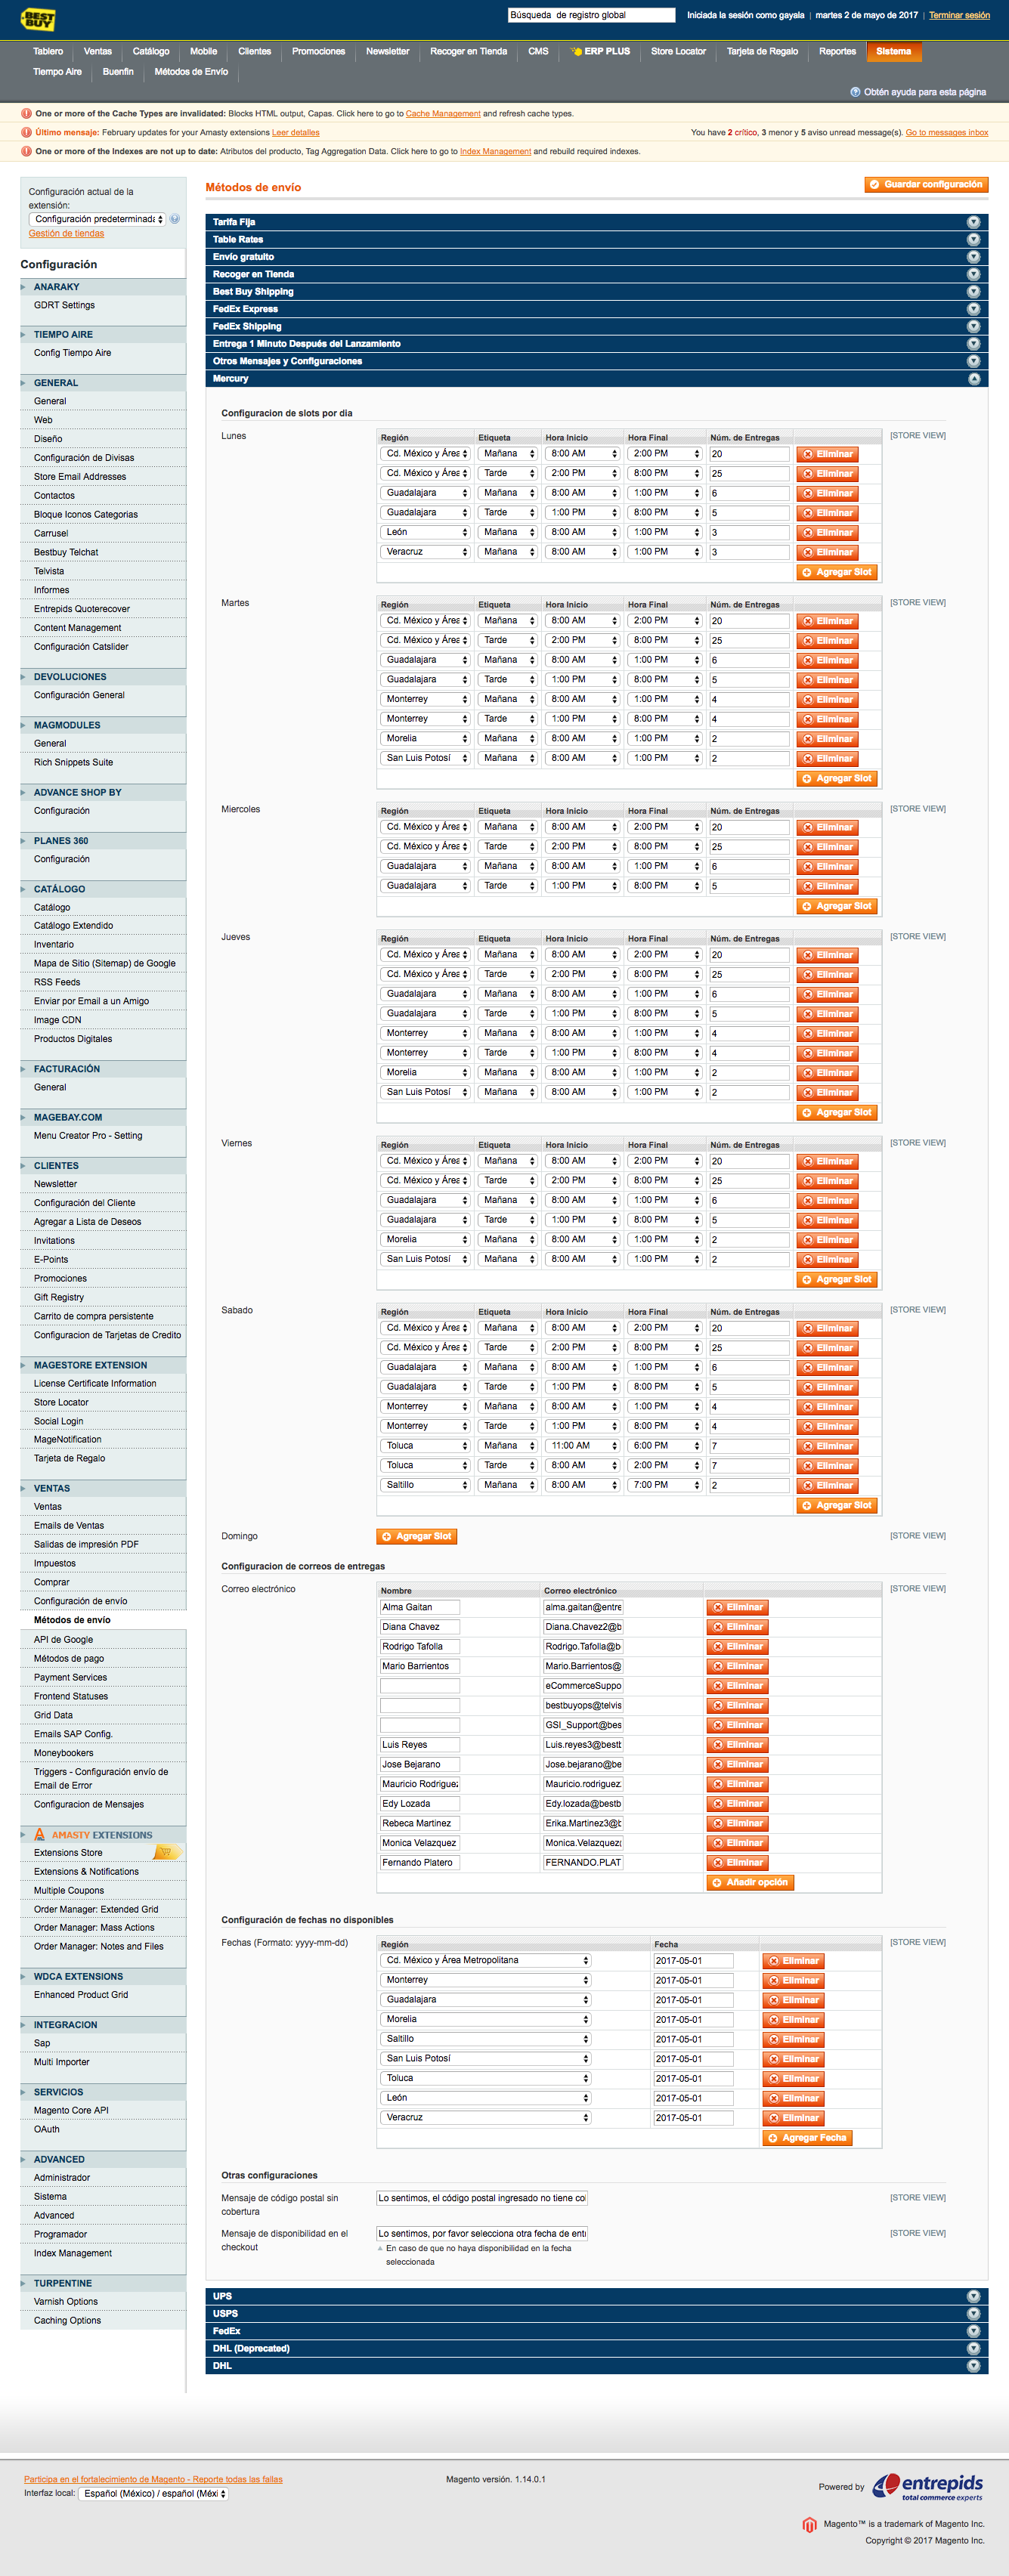 BEST BUY
Búsqueda de registro global
Iniciada la sesión como gayala | martes 2 de mayo de 2017 | Terminar sesión
Tablero Ventas Catálogo Mobile Clientes Promociones Newsletter Recoger en Tienda CMS ERP PLUS Store Locator Tarjeta de Regalo Reportes Sistema
Tiempo Aire Buenfin Métodos de Envío
Obtén ayuda para esta página
One or more of the Cache Types are invalidated: Blocks HTML output, Capas. Click here to go to Cache Management and refresh cache types.
Último mensaje: February updates for your Amasty extensions Leer detalles
You have 2 crítico, 3 menor y 5 aviso unread message(s). Go to messages inbox
One or more of the Indexes are not up to date: Atributos del producto, Tag Aggregation Data. Click here to go to Index Management and rebuild required indexes.
Configuración actual de la
extensión:
Configuración predeterminada
Gestión de tiendas
Configuración
ANARAKY
GDRT Settings
TIEMPO AIRE
Config Tiempo Aire
GENERAL
General
Web
Diseño
Configuración de Divisas
Store Email Addresses
Contactos
Bloque Iconos Categorias
Carrusel
Bestbuy Telchat
Telvista
Informes
Entrepids Quoterecover
Content Management
Configuración Catslider
DEVOLUCIONES
Configuración General
MAGMODULES
General
Rich Snippets Suite
ADVANCE SHOP BY
Configuración
PLANES 360
Configuración
CATÁLOGO
Catálogo
Catálogo Extendido
Inventario
Mapa de Sitio (Sitemap) de Google
RSS Feeds
Enviar por Email a un Amigo
Image CDN
Productos Digitales
FACTURACIÓN
General
MAGEBAY.COM
Menu Creator Pro - Setting
CLIENTES
Newsletter
Configuración del Cliente
Agregar a Lista de Deseos
Invitations
E-Points
Promociones
Gift Registry
Carrito de compra persistente
Configuracion de Tarjetas de Credito
MAGESTORE EXTENSION
License Certificate Information
Store Locator
Social Login
MageNotification
Tarjeta de Regalo
VENTAS
Ventas
Emails de Ventas
Salidas de impresión PDF
Impuestos
Comprar
Configuración de envío
Métodos de envío
API de Google
Métodos de pago
Payment Services
Frontend Statuses
Grid Data
Emails SAP Config.
Moneybookers
Triggers - Configuración envío de
Email de Error
Configuracion de Mensajes
AMASTY EXTENSIONS
Extensions Store
Extensions & Notifications
Multiple Coupons
Order Manager: Extended Grid
Order Manager: Mass Actions
Order Manager: Notes and Files
WDCA EXTENSIONS
Enhanced Product Grid
INTEGRACION
Sap
Multi Importer
SERVICIOS
Magento Core API
OAuth
ADVANCED
Administrador
Sistema
Advanced
Programador
Index Management
TURPENTINE
Varnish Options
Caching Options
Métodos de envío
Guardar configuración
Tarifa Fija
Table Rates
Envío gratuito
Recoger en Tienda
Best Buy Shipping
FedEx Express
FedEx Shipping
Entrega 1 Minuto Después del Lanzamiento
Otros Mensajes y Configuraciones
Mercury
Configuracion de slots por dia
Lunes [STORE VIEW]
Región Etiqueta Hora Inicio Hora Final Núm. de Entregas
Cd. México y Área Mañana 8:00 AM 2:00 PM 20 Eliminar
Cd. México y Área Tarde 2:00 PM 8:00 PM 25 Eliminar
Guadalajara Mañana 8:00 AM 1:00 PM 6 Eliminar
Guadalajara Tarde 1:00 PM 8:00 PM 5 Eliminar
León Mañana 8:00 AM 1:00 PM 3 Eliminar
Veracruz Mañana 8:00 AM 1:00 PM 3 Eliminar
Agregar Slot
Martes [STORE VIEW]
Región Etiqueta Hora Inicio Hora Final Núm. de Entregas
Cd. México y Área Mañana 8:00 AM 2:00 PM 20 Eliminar
Cd. México y Área Tarde 2:00 PM 8:00 PM 25 Eliminar
Guadalajara Mañana 8:00 AM 1:00 PM 6 Eliminar
Guadalajara Tarde 1:00 PM 8:00 PM 5 Eliminar
Monterrey Mañana 8:00 AM 1:00 PM 4 Eliminar
Monterrey Tarde 1:00 PM 8:00 PM 4 Eliminar
Morelia Mañana 8:00 AM 1:00 PM 2 Eliminar
San Luis Potosí Mañana 8:00 AM 1:00 PM 2 Eliminar
Agregar Slot
Miercoles [STORE VIEW]
Región Etiqueta Hora Inicio Hora Final Núm. de Entregas
Cd. México y Área Mañana 8:00 AM 2:00 PM 20 Eliminar
Cd. México y Área Tarde 2:00 PM 8:00 PM 25 Eliminar
Guadalajara Mañana 8:00 AM 1:00 PM 6 Eliminar
Guadalajara Tarde 1:00 PM 8:00 PM 5 Eliminar
Agregar Slot
Jueves [STORE VIEW]
Región Etiqueta Hora Inicio Hora Final Núm. de Entregas
Cd. México y Área Mañana 8:00 AM 2:00 PM 20 Eliminar
Cd. México y Área Tarde 2:00 PM 8:00 PM 25 Eliminar
Guadalajara Mañana 8:00 AM 1:00 PM 6 Eliminar
Guadalajara Tarde 1:00 PM 8:00 PM 5 Eliminar
Monterrey Mañana 8:00 AM 1:00 PM 4 Eliminar
Monterrey Tarde 1:00 PM 8:00 PM 4 Eliminar
Morelia Mañana 8:00 AM 1:00 PM 2 Eliminar
San Luis Potosí Mañana 8:00 AM 1:00 PM 2 Eliminar
Agregar Slot
Viernes [STORE VIEW]
Región Etiqueta Hora Inicio Hora Final Núm. de Entregas
Cd. México y Área Mañana 8:00 AM 2:00 PM 20 Eliminar
Cd. México y Área Tarde 2:00 PM 8:00 PM 25 Eliminar
Guadalajara Mañana 8:00 AM 1:00 PM 6 Eliminar
Guadalajara Tarde 1:00 PM 8:00 PM 5 Eliminar
Morelia Mañana 8:00 AM 1:00 PM 2 Eliminar
San Luis Potosí Mañana 8:00 AM 1:00 PM 2 Eliminar
Agregar Slot
Sabado [STORE VIEW]
Región Etiqueta Hora Inicio Hora Final Núm. de Entregas
Cd. México y Área Mañana 8:00 AM 2:00 PM 20 Eliminar
Cd. México y Área Tarde 2:00 PM 8:00 PM 25 Eliminar
Guadalajara Mañana 8:00 AM 1:00 PM 6 Eliminar
Guadalajara Tarde 1:00 PM 8:00 PM 5 Eliminar
Monterrey Mañana 8:00 AM 1:00 PM 4 Eliminar
Monterrey Tarde 1:00 PM 8:00 PM 4 Eliminar
Toluca Mañana 11:00 AM 6:00 PM 7 Eliminar
Toluca Tarde 8:00 AM 2:00 PM 7 Eliminar
Saltillo Mañana 8:00 AM 7:00 PM 2 Eliminar
Agregar Slot
Domingo Agregar Slot [STORE VIEW]
Configuracion de correos de entregas
Correo electrónico [STORE VIEW]
Nombre Correo electrónico
Alma Gaitan alma.gaitan@entre Eliminar
Diana Chavez Diana.Chavez2@b Eliminar
Rodrigo Tafolla Rodrigo.Tafolla@b Eliminar
Mario Barrientos Mario.Barrientos@ Eliminar
eCommerceSuppo Eliminar
bestbuyops@telvis Eliminar
GSI_Support@bes Eliminar
Luis Reyes Luis.reyes3@bestb Eliminar
Jose Bejarano Jose.bejarano@be Eliminar
Mauricio Rodriguez Mauricio.rodriguez Eliminar
Edy Lozada Edy.lozada@bestb Eliminar
Rebeca Martinez Erika.Martinez3@b Eliminar
Monica Velazquez Monica.Velazquez Eliminar
Fernando Platero FERNANDO.PLAT Eliminar
Añadir opción
Configuración de fechas no disponibles
Fechas (Formato: yyyy-mm-dd) [STORE VIEW]
Región Fecha
Cd. México y Área Metropolitana 2017-05-01 Eliminar
Monterrey 2017-05-01 Eliminar
Guadalajara 2017-05-01 Eliminar
Morelia 2017-05-01 Eliminar
Saltillo 2017-05-01 Eliminar
San Luis Potosí 2017-05-01 Eliminar
Toluca 2017-05-01 Eliminar
León 2017-05-01 Eliminar
Veracruz 2017-05-01 Eliminar
Agregar Fecha
Otras configuraciones
Mensaje de código postal sin
cobertura
Lo sentimos, el código postal ingresado no tiene co [STORE VIEW]
Mensaje de disponibilidad en el
checkout
Lo sentimos, por favor selecciona otra fecha de ent [STORE VIEW]
En caso de que no haya disponibilidad en la fecha
seleccionada
UPS
USPS
FedEx
DHL (Deprecated)
DHL
Participa en el fortalecimiento de Magento - Reporte todas las fallas
Interfaz local: Español (México) / español (Méxi
Magento versión. 1.14.0.1
Powered by entrepids
total commerce experts
Magento™ is a trademark of Magento Inc.
Copyright © 2017 Magento Inc.